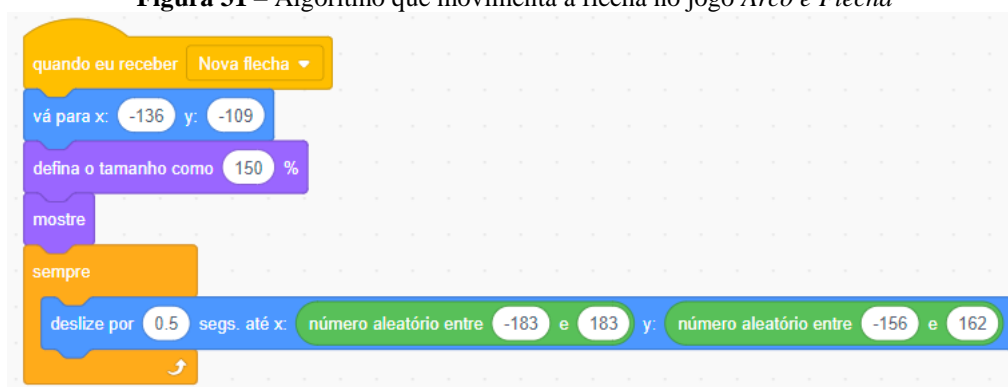 Figura 31 – Algoritmo que movimenta a flecha no jogo Arco e Flecha
quando eu receber Nova flecha
vá para x: -136 y: -109
defina o tamanho como 150 %
mostre
sempre
deslize por 0.5 segs. até x: número aleatório entre -183 e 183 y: número aleatório entre -156 e 162